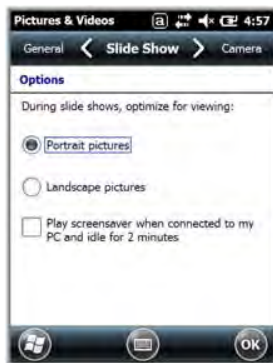 Pictures & Videos a 4:57
General Slide Show Camera
Options
During slide shows, optimize for viewing:
Portrait pictures
Landscape pictures
Play screensaver when connected to my
PC and idle for 2 minutes
OK